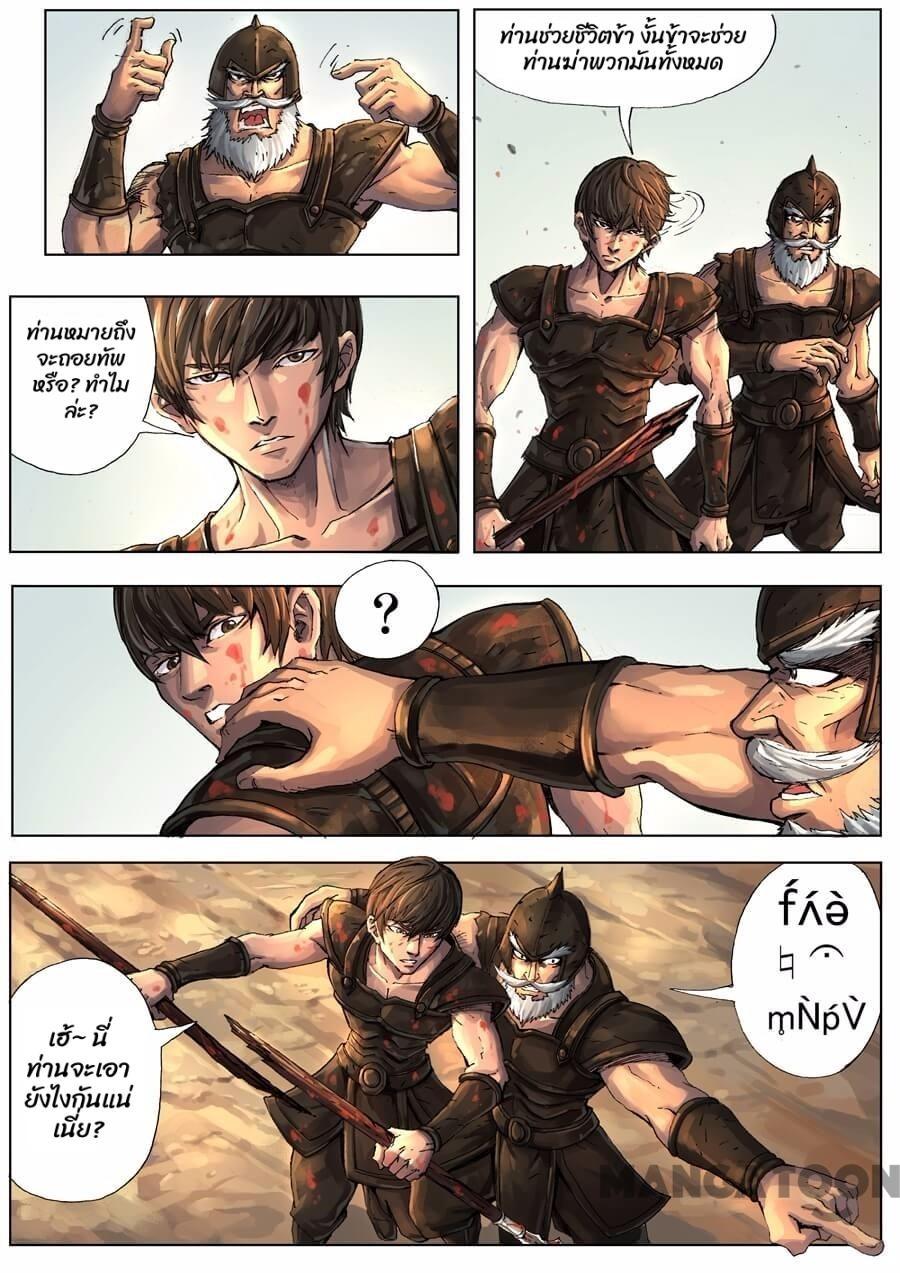 ท่านช่วยชีวิตข้า งั้นข้าจะช่วย
ท่านฆ่าพวกมันทั้งหมด
ท่านหมายถึง
จะถอยทัพ
หรือ? ทำไม
ล่ะ?
?
เฮ้~ นี่
ท่านจะเอา
ยังไงกันแน่
เนี่ย?
MANGATOON